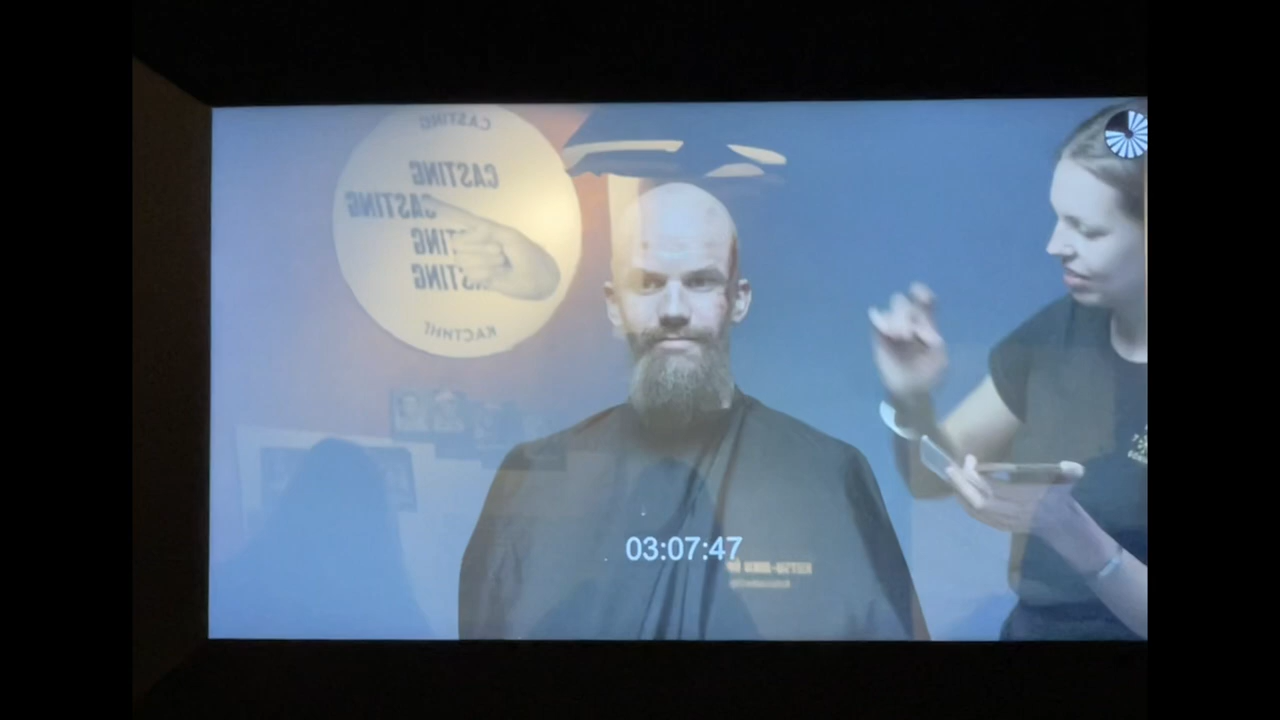 CASTING
CASTING
CASTING
TING
STING
КАСТИНГ
03:07:47